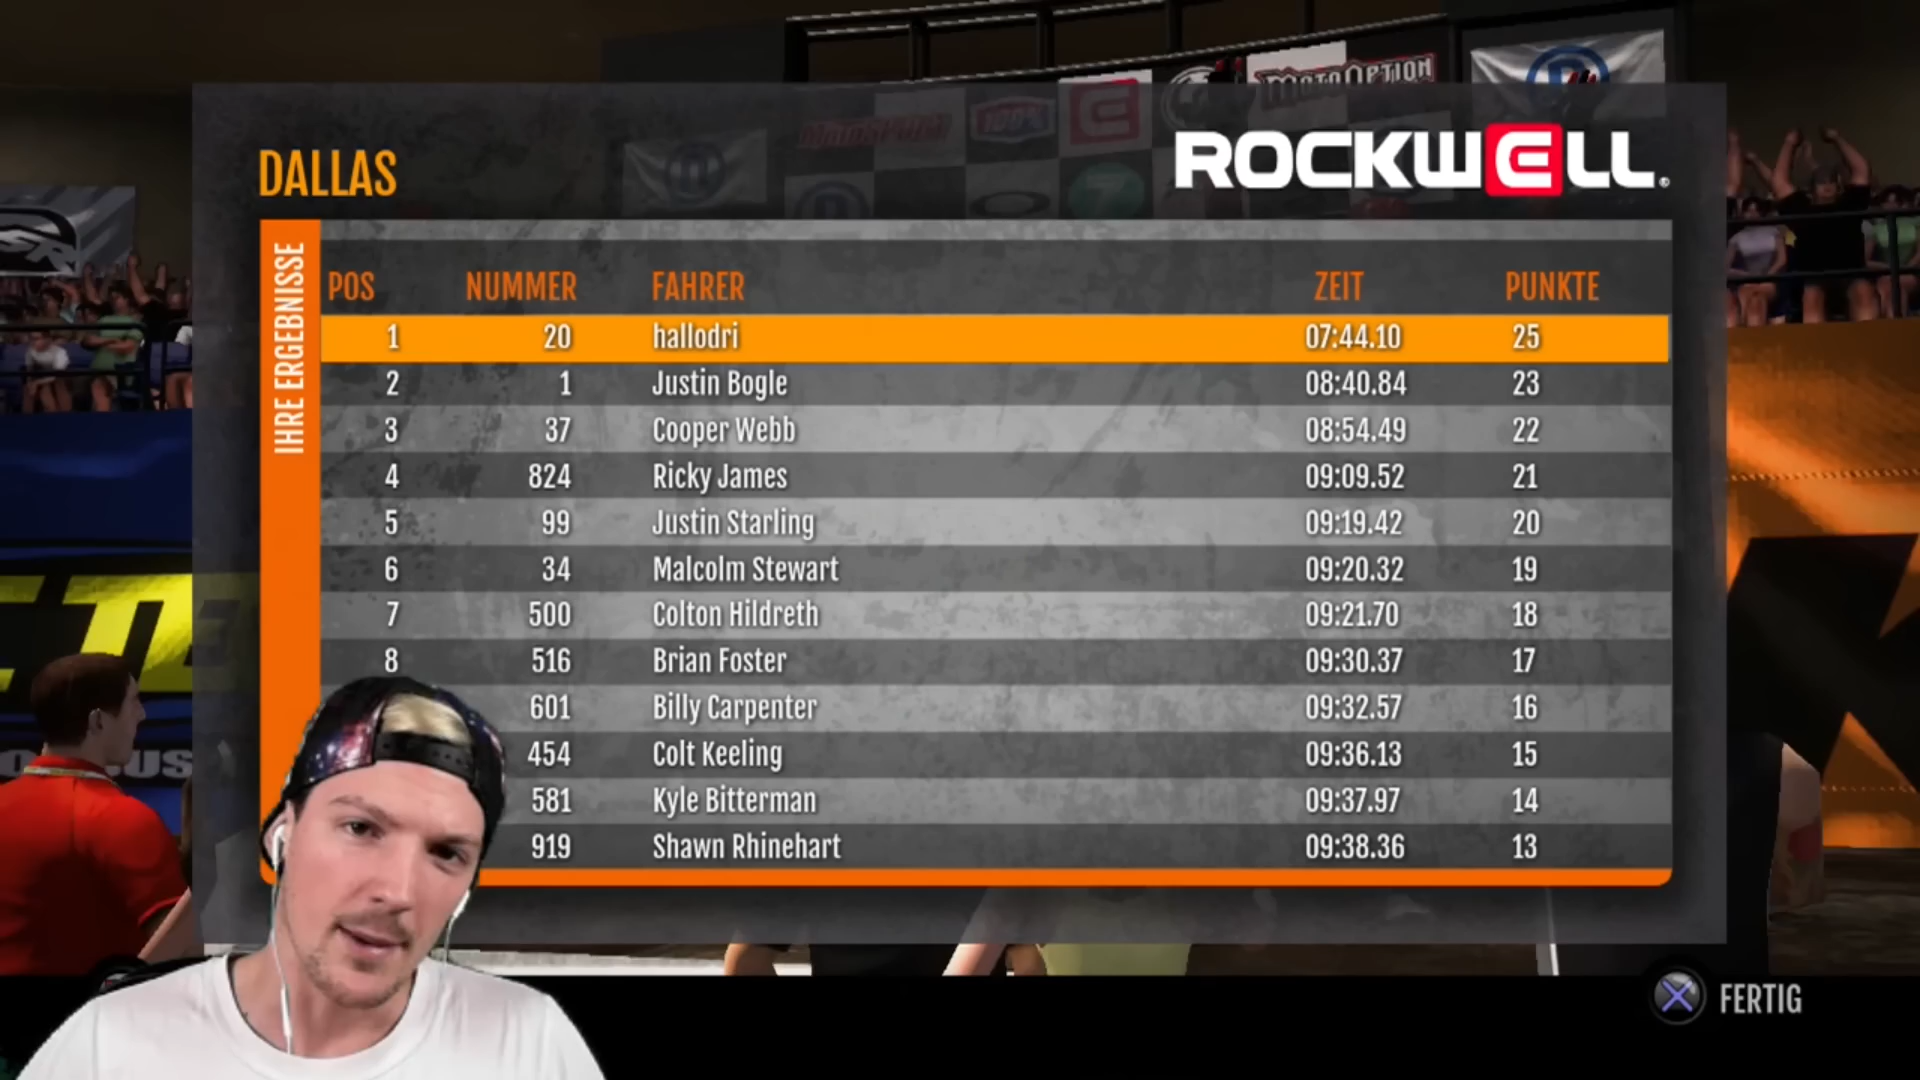 MOTOSPORT
100%
MOTOOPTION
DALLAS
ROCKWELL
IHRE ERGEBNISSE
POS NUMMER FAHRER ZEIT PUNKTE
1 20 hallodri 07:44.10 25
2 1 Justin Bogle 08:40.84 23
3 37 Cooper Webb 08:54.49 22
4 824 Ricky James 09:09.52 21
5 99 Justin Starling 09:19.42 20
6 34 Malcolm Stewart 09:20.32 19
7 500 Colton Hildreth 09:21.70 18
8 516 Brian Foster 09:30.37 17
601 Billy Carpenter 09:32.57 16
454 Colt Keeling 09:36.13 15
581 Kyle Bitterman 09:37.97 14
919 Shawn Rhinehart 09:38.36 13
FERTIG